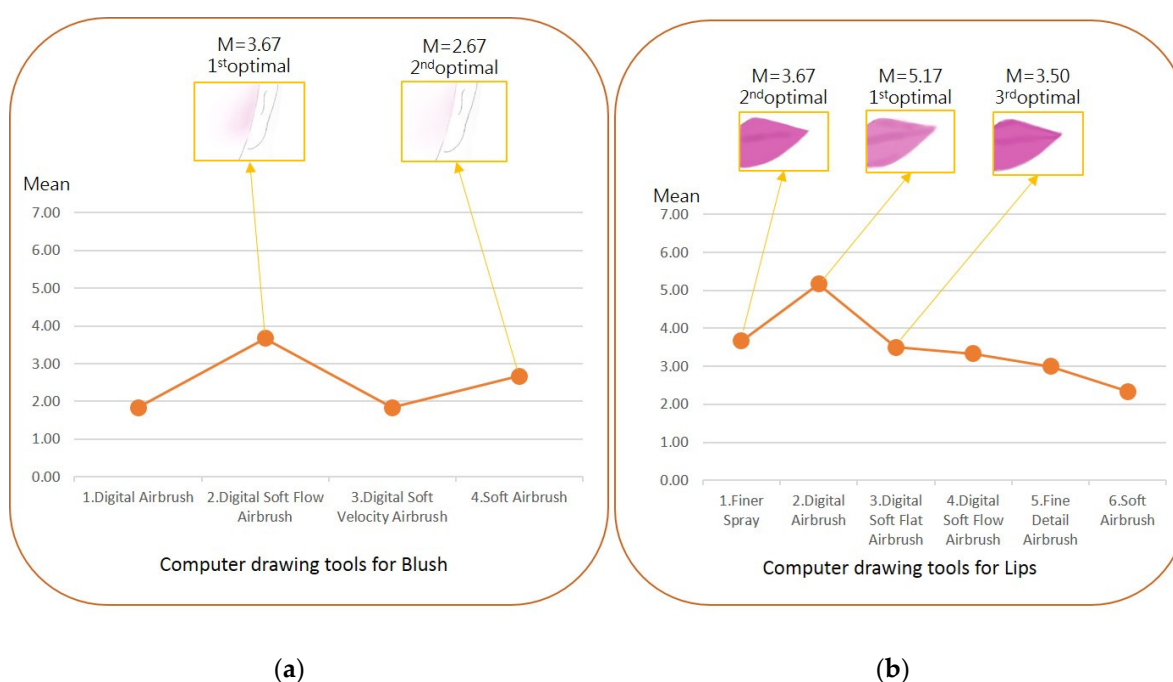 M=3.67
1stoptimal
M=2.67
2ndoptimal
Mean
7.00
6.00
5.00
4.00
3.00
2.00
1.00
0.00
1.Digital Airbrush
2.Digital Soft Flow
Airbrush
3.Digital Soft
Velocity Airbrush
4.Soft Airbrush
Computer drawing tools for Blush
(a)
M=3.67
2ndoptimal
M=5.17
1stoptimal
M=3.50
3rdoptimal
Mean
7.00
6.00
5.00
4.00
3.00
2.00
1.00
0.00
1.Finer
Spray
2.Digital
Airbrush
3.Digital
Soft Flat
Airbrush
4.Digital
Soft Flow
Airbrush
5.Fine
Detail
Airbrush
6.Soft
Airbrush
Computer drawing tools for Lips
(b)